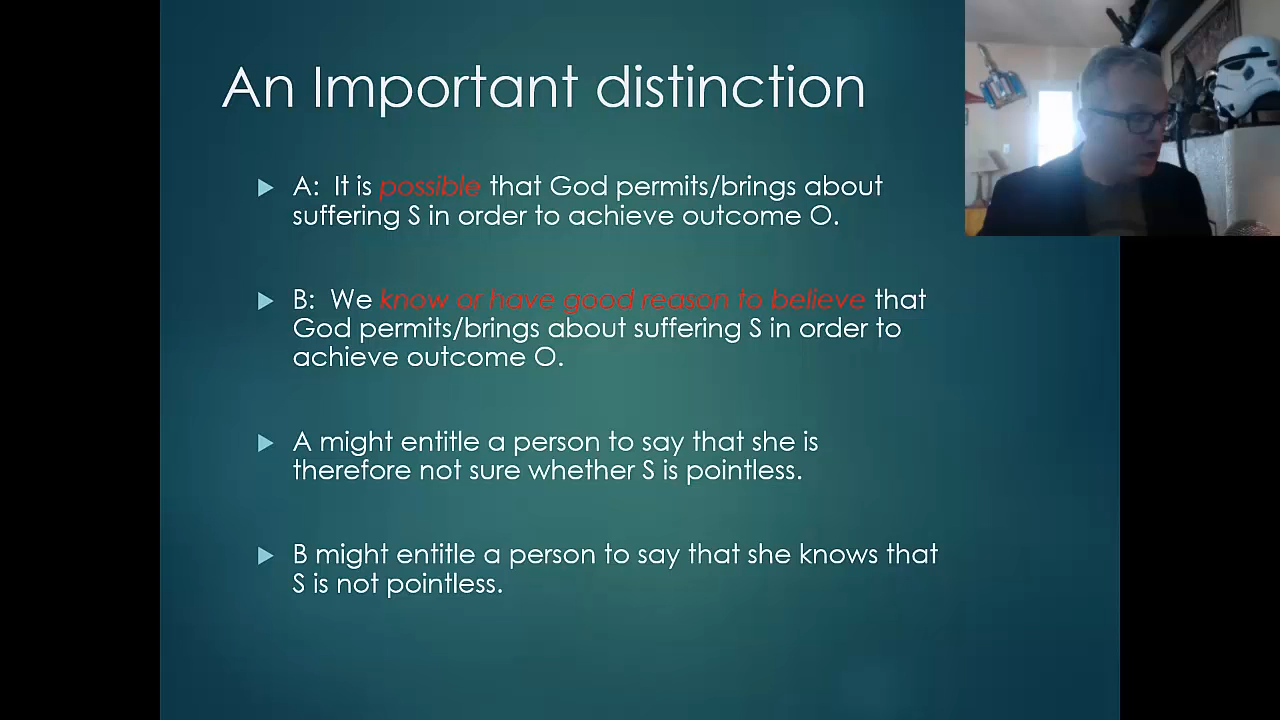 An Important distinction
A: It is possible that God permits/brings about
suffering S in order to achieve outcome O.
B: We know or have good reason to believe that
God permits/brings about suffering S in order to
achieve outcome O.
A might entitle a person to say that she is
therefore not sure whether S is pointless.
B might entitle a person to say that she knows that
S is not pointless.